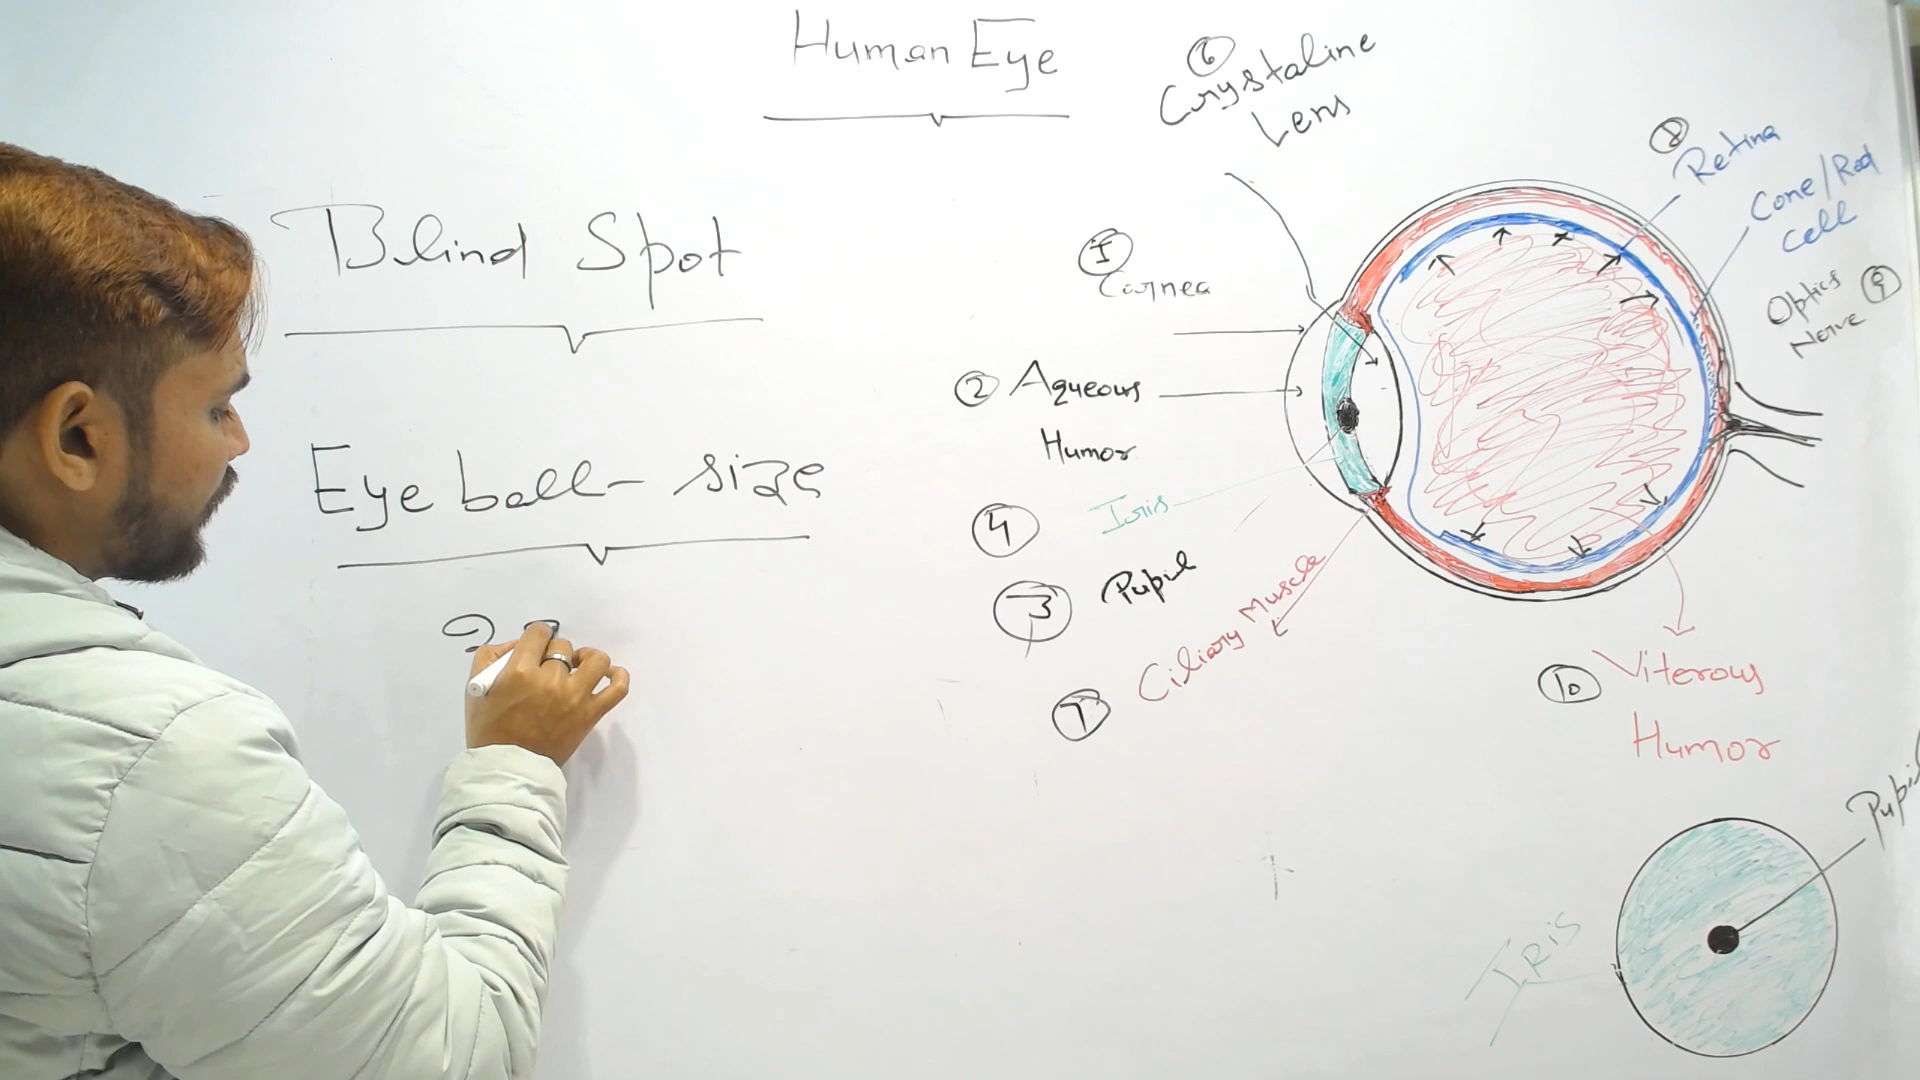 Human Eye
Blind Spot
Eye ball - size
2
6
Crystaline
Lens
1
Cornea
2 Aqueous
Humor
4 Iris
3 Pupil
7 Ciliary Muscle
8
Retina
Cone/Rod
Cell
Optics 9
Nerve
10 Viterous
Humor
Pupil
IRIS